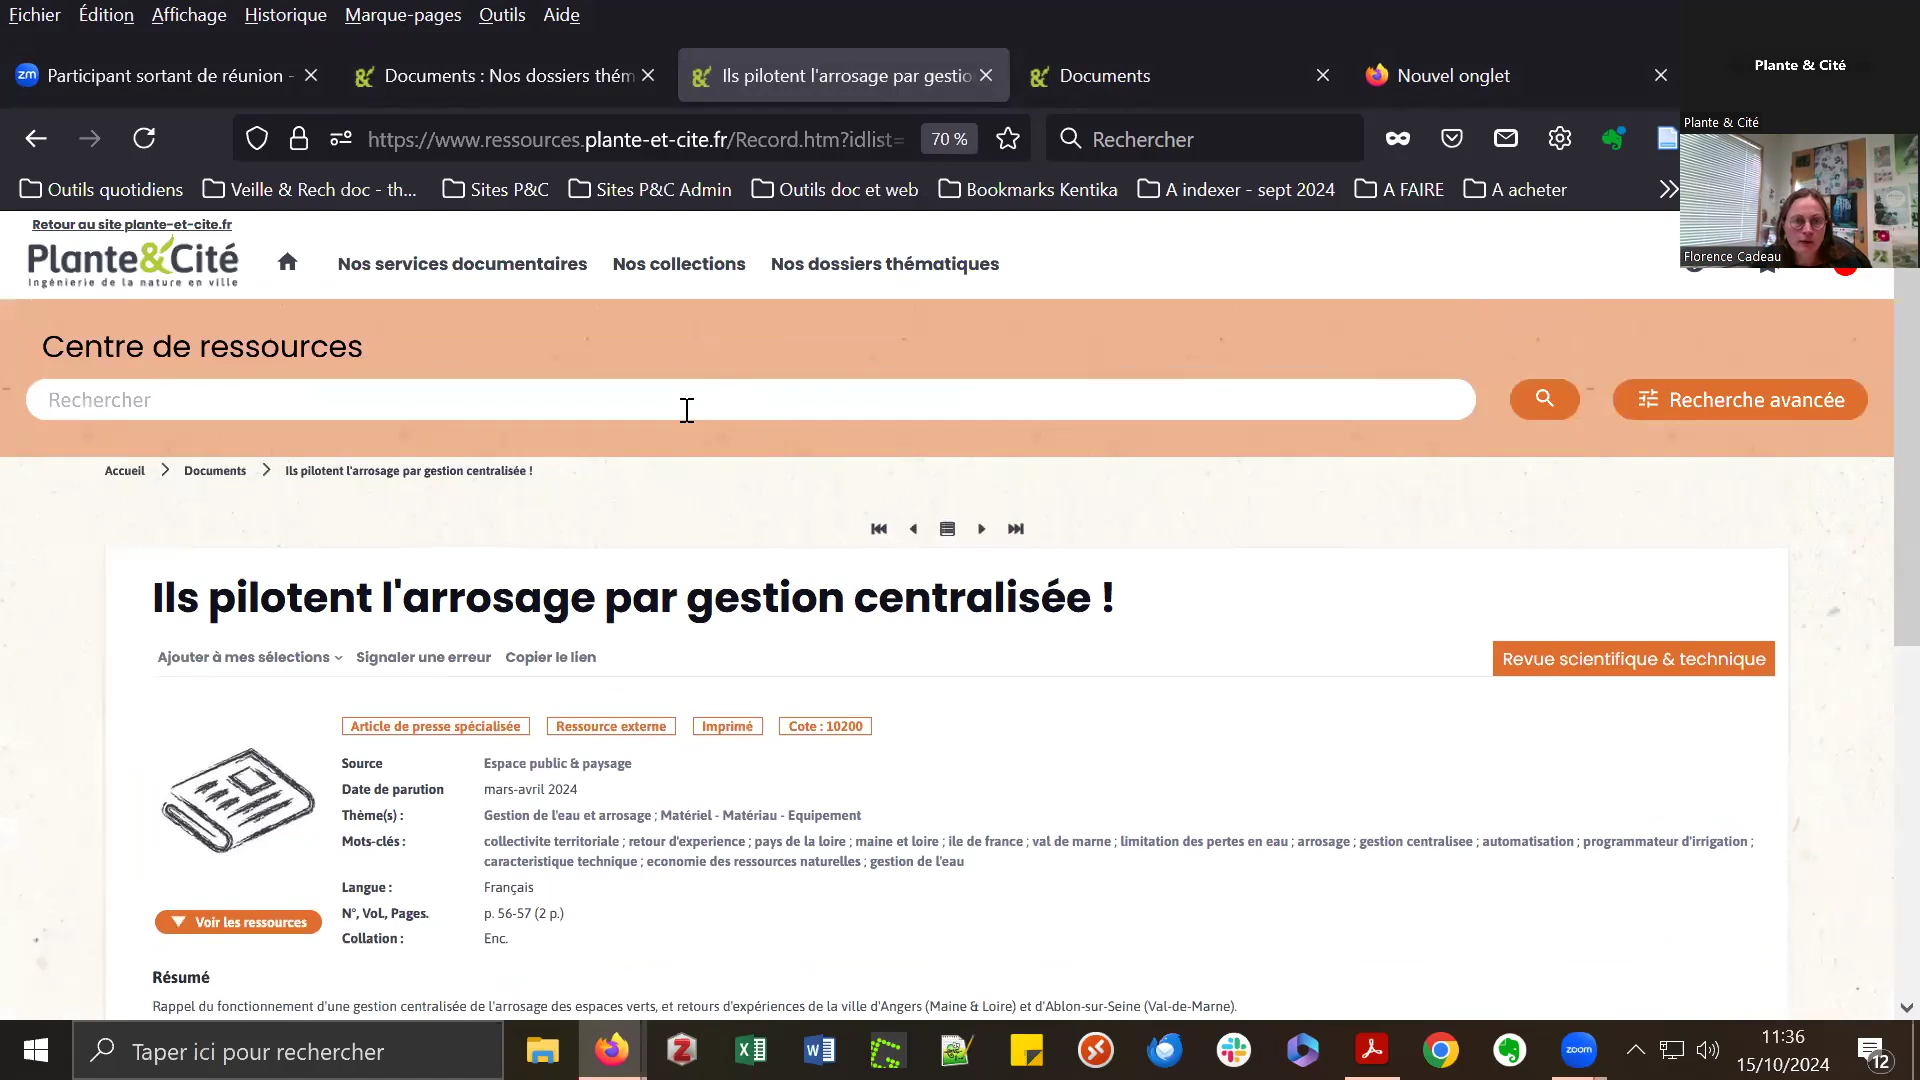 Fichier Édition Affichage Historique Marque-pages Outils Aide
Participant sortant de réunion - Documents : Nos dossiers thém Ils pilotent l'arrosage par gestio Documents Nouvel onglet
Plante & Cité
Plante & Cité
https://www.ressources.plante-et-cite.fr/Record.htm?idlist= 70 % Rechercher
Outils quotidiens Veille & Rech doc - th... Sites P&C Sites P&C Admin Outils doc et web Bookmarks Kentika A indexer - sept 2024 A FAIRE A acheter
Florence Cadeau
Retour au site plante-et-cite.fr
Plante&Cité
Ingénierie de la nature en ville
Nos services documentaires Nos collections Nos dossiers thématiques
Centre de ressources
Rechercher Recherche avancée
Accueil Documents Ils pilotent l'arrosage par gestion centralisée !
Ils pilotent l'arrosage par gestion centralisée !
Ajouter à mes sélections Signaler une erreur Copier le lien
Revue scientifique & technique
Article de presse spécialisée Ressource externe Imprimé Cote : 10200
Source Espace public & paysage
Date de parution mars-avril 2024
Thème(s) : Gestion de l'eau et arrosage ; Matériel - Matériau - Equipement
Mots-clés : collectivite territoriale ; retour d'experience ; pays de la loire ; maine et loire ; ile de france ; val de marne ; limitation des pertes en eau ; arrosage ; gestion centralisee ; automatisation ; programmateur d'irrigation ;
caracteristique technique ; economie des ressources naturelles ; gestion de l'eau
Langue : Français
N°, Vol., Pages. p. 56-57 (2 p.)
Voir les ressources
Collation : Enc.
Résumé
Rappel du fonctionnement d'une gestion centralisée de l'arrosage des espaces verts, et retours d'expériences de la ville d'Angers (Maine & Loire) et d'Ablon-sur-Seine (Val-de-Marne).
Taper ici pour rechercher
zoom
11:36
15/10/2024
12